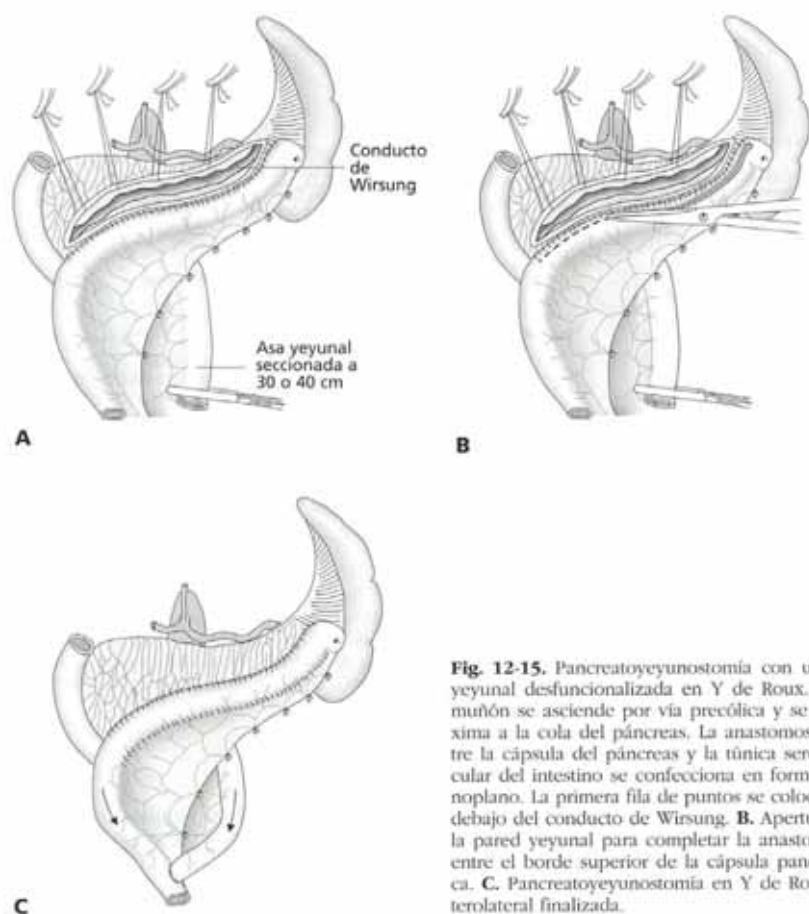 Conducto
de
Wirsung
Asa yeyunal
seccionada a
30 o 40 cm
A
B
C
Fig. 12-15. Pancreatoyeyunostomía con u
yeyunal desfuncionalizada en Y de Roux.
muñón se asciende por vía precólica y se
xima a la cola del páncreas. La anastomos
tre la cápsula del páncreas y la túnica ser
cular del intestino se confecciona en form
noplano. La primera fila de puntos se coloc
debajo del conducto de Wirsung. B. Apertu
la pared yeyunal para completar la anasto
entre el borde superior de la cápsula pan
ca. C. Pancreatoyeyunostomía en Y de Ro
terolateral finalizada.